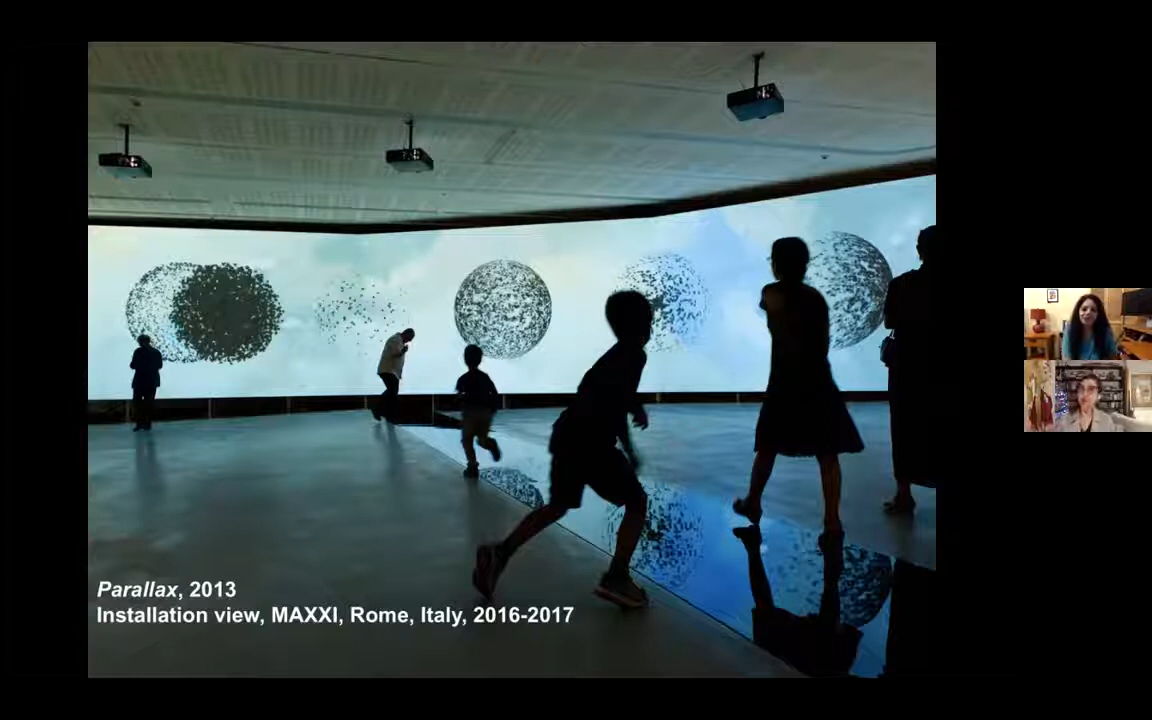 Parallax, 2013
Installation view, MAXXI, Rome, Italy, 2016-2017